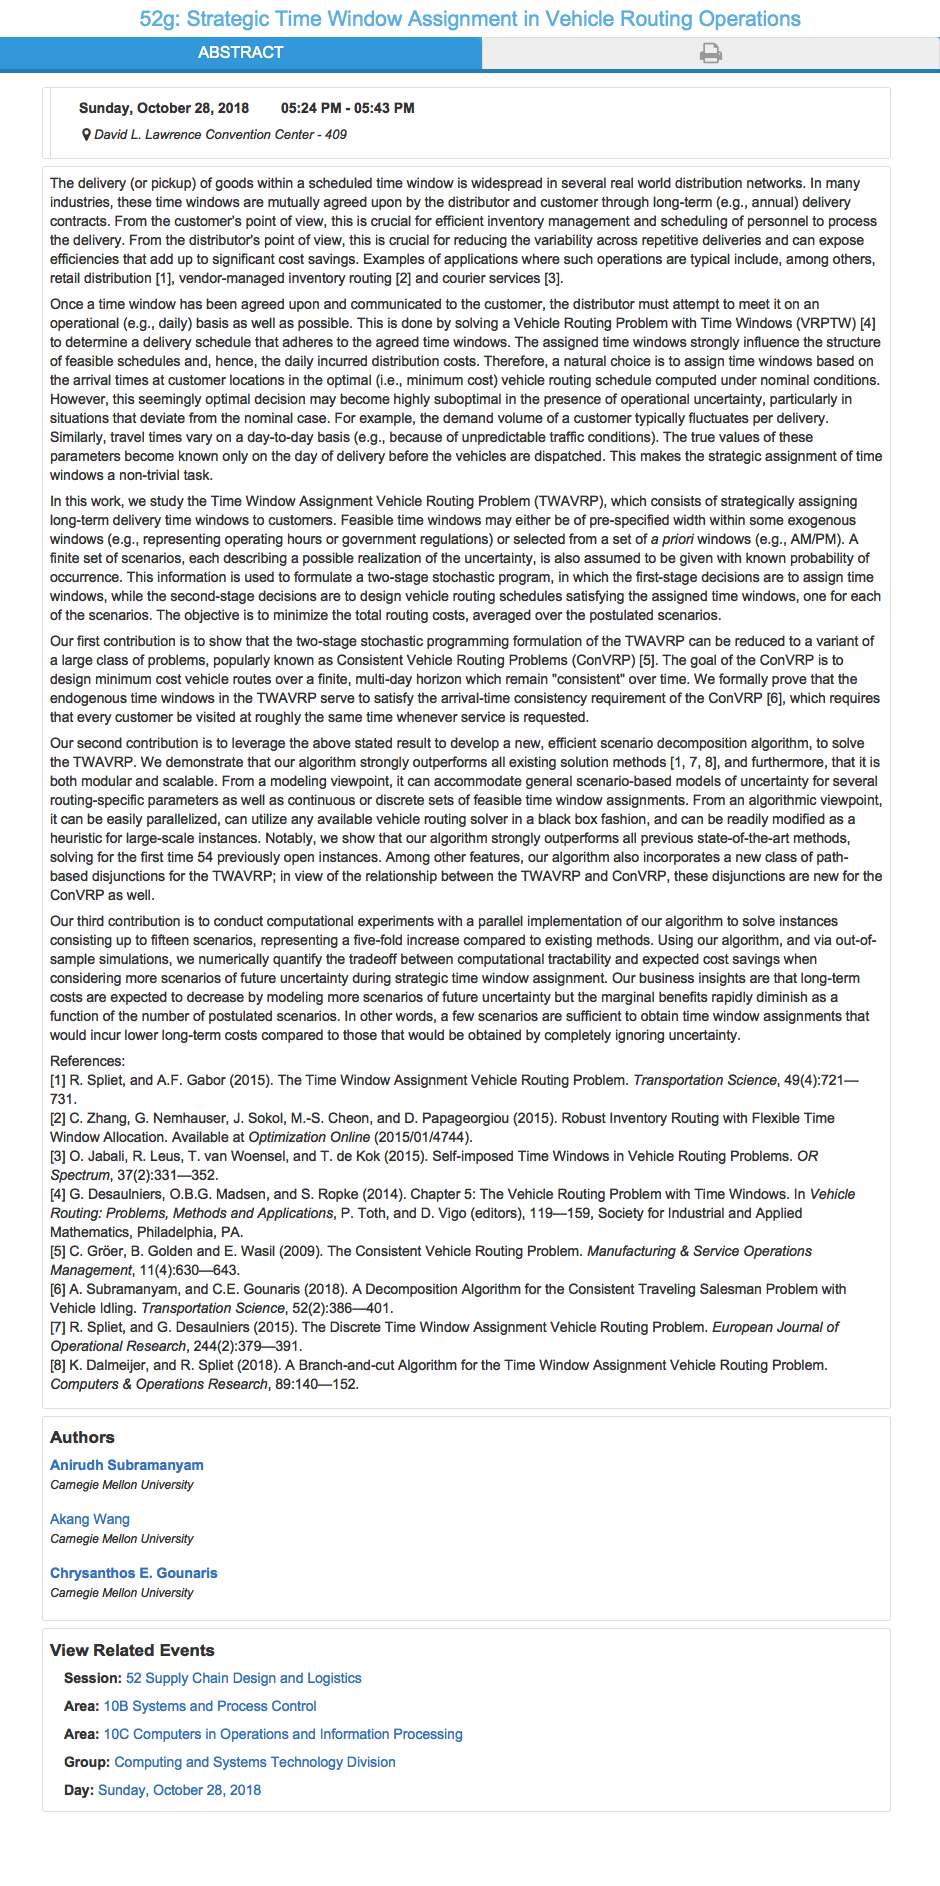 52g: Strategic Time Window Assignment in Vehicle Routing Operations
ABSTRACT
Sunday, October 28, 2018 05:24 PM - 05:43 PM
David L. Lawrence Convention Center - 409
The delivery (or pickup) of goods within a scheduled time window is widespread in several real world distribution networks. In many
industries, these time windows are mutually agreed upon by the distributor and customer through long-term (e.g., annual) delivery
contracts. From the customer's point of view, this is crucial for efficient inventory management and scheduling of personnel to process
the delivery. From the distributor's point of view, this is crucial for reducing the variability across repetitive deliveries and can expose
efficiencies that add up to significant cost savings. Examples of applications where such operations are typical include, among others,
retail distribution [1], vendor-managed inventory routing [2] and courier services [3].
Once a time window has been agreed upon and communicated to the customer, the distributor must attempt to meet it on an
operational (e.g., daily) basis as well as possible. This is done by solving a Vehicle Routing Problem with Time Windows (VRPTW) [4]
to determine a delivery schedule that adheres to the agreed time windows. The assigned time windows strongly influence the structure
of feasible schedules and, hence, the daily incurred distribution costs. Therefore, a natural choice is to assign time windows based on
the arrival times at customer locations in the optimal (i.e., minimum cost) vehicle routing schedule computed under nominal conditions.
However, this seemingly optimal decision may become highly suboptimal in the presence of operational uncertainty, particularly in
situations that deviate from the nominal case. For example, the demand volume of a customer typically fluctuates per delivery.
Similarly, travel times vary on a day-to-day basis (e.g., because of unpredictable traffic conditions). The true values of these
parameters become known only on the day of delivery before the vehicles are dispatched. This makes the strategic assignment of time
windows a non-trivial task.
In this work, we study the Time Window Assignment Vehicle Routing Problem (TWAVRP), which consists of strategically assigning
long-term delivery time windows to customers. Feasible time windows may either be of pre-specified width within some exogenous
windows (e.g., representing operating hours or government regulations) or selected from a set of a priori windows (e.g., AM/PM). A
finite set of scenarios, each describing a possible realization of the uncertainty, is also assumed to be given with known probability of
occurrence. This information is used to formulate a two-stage stochastic program, in which the first-stage decisions are to assign time
windows, while the second-stage decisions are to design vehicle routing schedules satisfying the assigned time windows, one for each
of the scenarios. The objective is to minimize the total routing costs, averaged over the postulated scenarios.
Our first contribution is to show that the two-stage stochastic programming formulation of the TWAVRP can be reduced to a variant of
a large class of problems, popularly known as Consistent Vehicle Routing Problems (ConVRP) [5]. The goal of the ConVRP is to
design minimum cost vehicle routes over a finite, multi-day horizon which remain "consistent" over time. We formally prove that the
endogenous time windows in the TWAVRP serve to satisfy the arrival-time consistency requirement of the ConVRP [6], which requires
that every customer be visited at roughly the same time whenever service is requested.
Our second contribution is to leverage the above stated result to develop a new, efficient scenario decomposition algorithm, to solve
the TWAVRP. We demonstrate that our algorithm strongly outperforms all existing solution methods [1, 7, 8], and furthermore, that it is
both modular and scalable. From a modeling viewpoint, it can accommodate general scenario-based models of uncertainty for several
routing-specific parameters as well as continuous or discrete sets of feasible time window assignments. From an algorithmic viewpoint,
it can be easily parallelized, can utilize any available vehicle routing solver in a black box fashion, and can be readily modified as a
heuristic for large-scale instances. Notably, we show that our algorithm strongly outperforms all previous state-of-the-art methods,
solving for the first time 54 previously open instances. Among other features, our algorithm also incorporates a new class of path-
based disjunctions for the TWAVRP; in view of the relationship between the TWAVRP and ConVRP, these disjunctions are new for the
ConVRP as well.
Our third contribution is to conduct computational experiments with a parallel implementation of our algorithm to solve instances
consisting up to fifteen scenarios, representing a five-fold increase compared to existing methods. Using our algorithm, and via out-of-
sample simulations, we numerically quantify the tradeoff between computational tractability and expected cost savings when
considering more scenarios of future uncertainty during strategic time window assignment. Our business insights are that long-term
costs are expected to decrease by modeling more scenarios of future uncertainty but the marginal benefits rapidly diminish as a
function of the number of postulated scenarios. In other words, a few scenarios are sufficient to obtain time window assignments that
would incur lower long-term costs compared to those that would be obtained by completely ignoring uncertainty.
References:
[1] R. Spliet, and A.F. Gabor (2015). The Time Window Assignment Vehicle Routing Problem. Transportation Science, 49(4):721—
731.
[2] C. Zhang, G. Nemhauser, J. Sokol, M.-S. Cheon, and D. Papageorgiou (2015). Robust Inventory Routing with Flexible Time
Window Allocation. Available at Optimization Online (2015/01/4744).
[3] O. Jabali, R. Leus, T. van Woensel, and T. de Kok (2015). Self-imposed Time Windows in Vehicle Routing Problems. OR
Spectrum, 37(2):331—352.
[4] G. Desaulniers, O.B.G. Madsen, and S. Ropke (2014). Chapter 5: The Vehicle Routing Problem with Time Windows. In Vehicle
Routing: Problems, Methods and Applications, P. Toth, and D. Vigo (editors), 119—159, Society for Industrial and Applied
Mathematics, Philadelphia, PA.
[5] C. Gröer, B. Golden and E. Wasil (2009). The Consistent Vehicle Routing Problem. Manufacturing & Service Operations
Management, 11(4):630—643.
[6] A. Subramanyam, and C.E. Gounaris (2018). A Decomposition Algorithm for the Consistent Traveling Salesman Problem with
Vehicle Idling. Transportation Science, 52(2):386—401.
[7] R. Spliet, and G. Desaulniers (2015). The Discrete Time Window Assignment Vehicle Routing Problem. European Journal of
Operational Research, 244(2):379—391.
[8] K. Dalmeijer, and R. Spliet (2018). A Branch-and-cut Algorithm for the Time Window Assignment Vehicle Routing Problem.
Computers & Operations Research, 89:140—152.
Authors
Anirudh Subramanyam
Carnegie Mellon University
Akang Wang
Carnegie Mellon University
Chrysanthos E. Gounaris
Carnegie Mellon University
View Related Events
Session: 52 Supply Chain Design and Logistics
Area: 10B Systems and Process Control
Area: 10C Computers in Operations and Information Processing
Group: Computing and Systems Technology Division
Day: Sunday, October 28, 2018